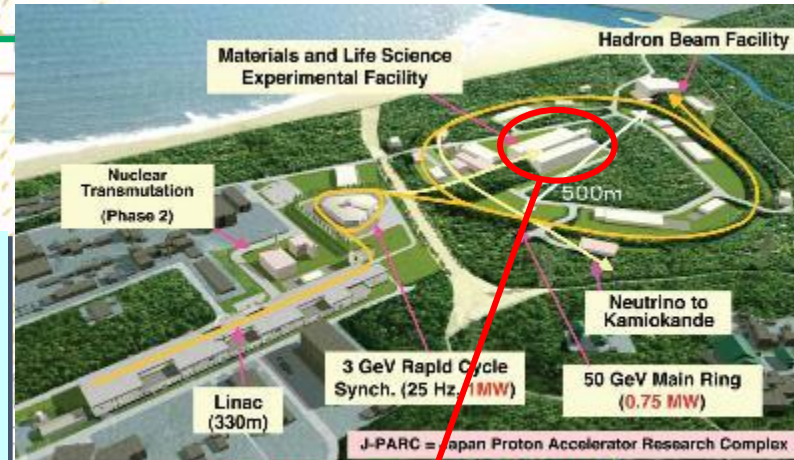 Hadron Beam Facility
Materials and Life Science
Experimental Facility
Nuclear
Transmutation
(Phase 2)
500m
Neutrino to
Kamiokande
3 GeV Rapid Cycle
Synch. (25 Hz, 1MW)
50 GeV Main Ring
(0.75 MW)
Linac
(330m)
J-PARC = Japan Proton Accelerator Research Complex